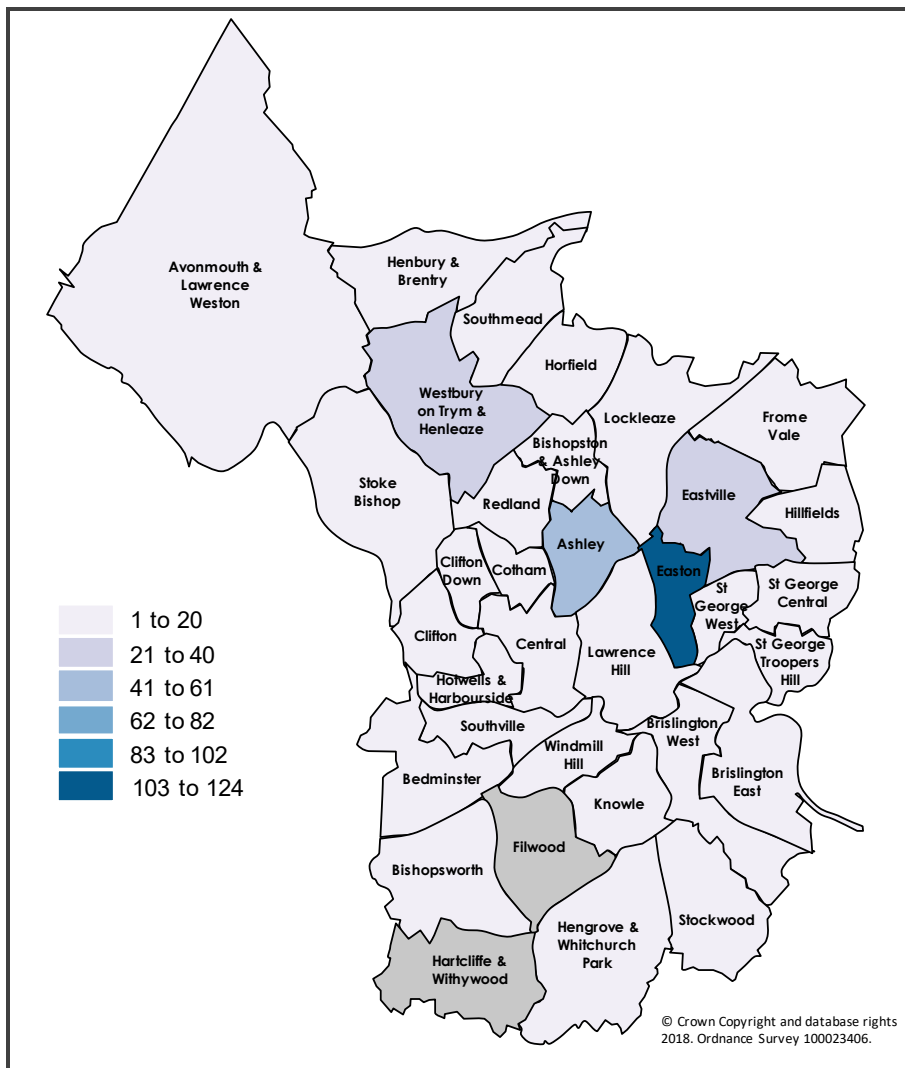 Avonmouth &
Lawrence
Weston
Henbury &
Brentry
Southmead
Horfield
Westbury
on Trym &
Henleaze
Lockleaze
Frome
Vale
Bishopston
& Ashley
Down
Stoke
Bishop
Redland
Eastville
Hillfields
Ashley
Clifton
Down
Cotham
Easton
St
George
West
St George
Central
1 to 20
21 to 40
41 to 61
62 to 82
83 to 102
103 to 124
Clifton
Central
Lawrence
Hill
St George
Troopers
Hill
Hotwells &
Harbourside
Southville
Windmill
Hill
Brislington
West
Bedminster
Knowle
Brislington
East
Filwood
Bishopsworth
Hengrove &
Whitchurch
Park
Stockwood
Hartcliffe &
Withywood
© Crown Copyright and database rights
2018. Ordnance Survey 100023406.